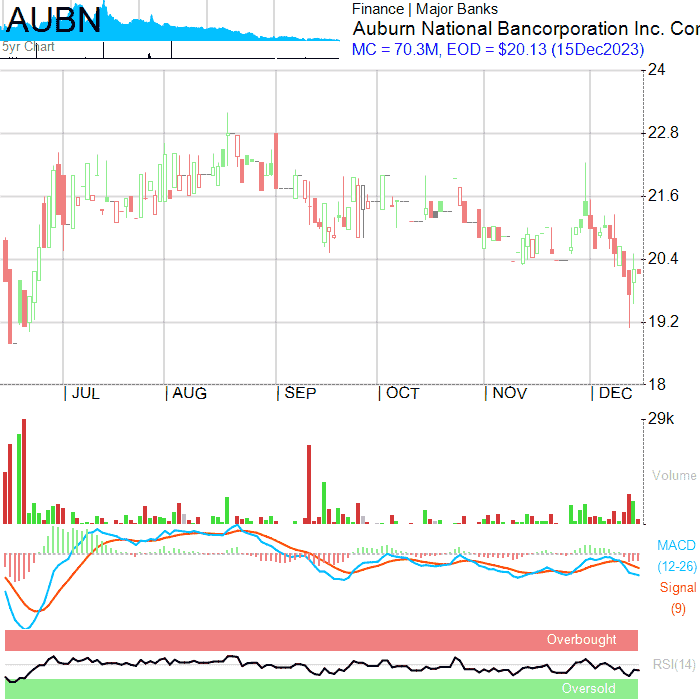 AUBN
5yr Chart
Finance | Major Banks
Auburn National Bancorporation Inc. Cor
MC = 70.3M, EOD = $20.13 (15Dec2023)
24
22.8
21.6
20.4
19.2
18
| JUL | AUG | SEP | OCT | NOV | DEC
29k
Volume
MACD
(12-26)
Signal
(9)
Overbought
RSI(14)
Oversold